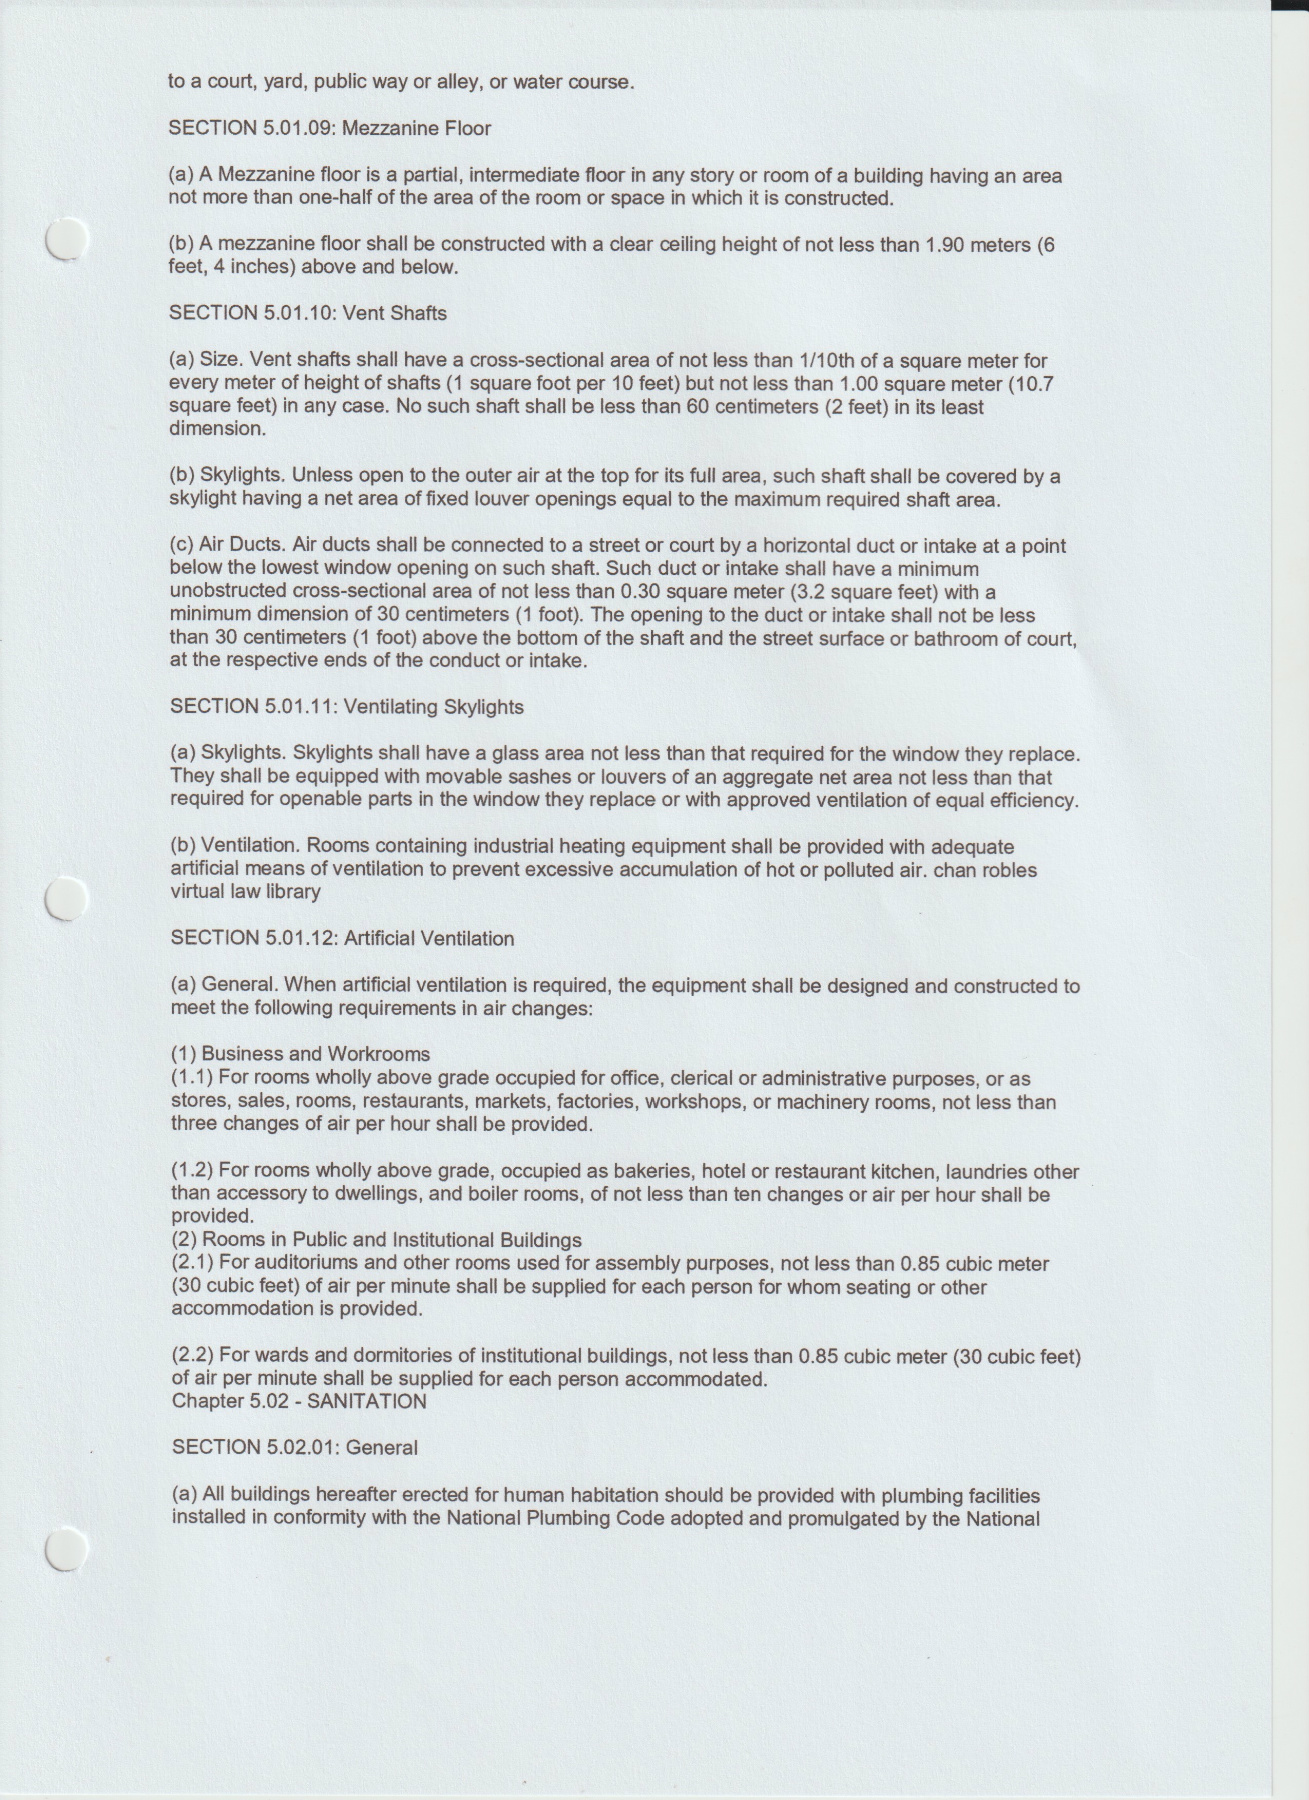 to a court, yard, public way or alley, or water course.
SECTION 5.01.09: Mezzanine Floor
(a) A Mezzanine floor is a partial, intermediate floor in any story or room of a building having an area
not more than one-half of the area of the room or space in which it is constructed.
(b) A mezzanine floor shall be constructed with a clear ceiling height of not less than 1.90 meters (6
feet, 4 inches) above and below.
SECTION 5.01.10: Vent Shafts
(a) Size. Vent shafts shall have a cross-sectional area of not less than 1/10th of a square meter for
every meter of height of shafts (1 square foot per 10 feet) but not less than 1.00 square meter (10.7
square feet) in any case. No such shaft shall be less than 60 centimeters (2 feet) in its least
dimension.
(b) Skylights. Unless open to the outer air at the top for its full area, such shaft shall be covered by a
skylight having a net area of fixed louver openings equal to the maximum required shaft area.
(c) Air Ducts. Air ducts shall be connected to a street or court by a horizontal duct or intake at a point
below the lowest window opening on such shaft. Such duct or intake shall have a minimum
unobstructed cross-sectional area of not less than 0.30 square meter (3.2 square feet) with a
minimum dimension of 30 centimeters (1 foot). The opening to the duct or intake shall not be less
than 30 centimeters (1 foot) above the bottom of the shaft and the street surface or bathroom of court,
at the respective ends of the conduct or intake.
SECTION 5.01.11: Ventilating Skylights
(a) Skylights. Skylights shall have a glass area not less than that required for the window they replace.
They shall be equipped with movable sashes or louvers of an aggregate net area not less than that
required for openable parts in the window they replace or with approved ventilation of equal efficiency.
(b) Ventilation. Rooms containing industrial heating equipment shall be provided with adequate
artificial means of ventilation to prevent excessive accumulation of hot or polluted air. chan robles
virtual law library
SECTION 5.01.12: Artificial Ventilation
(a) General. When artificial ventilation is required, the equipment shall be designed and constructed to
meet the following requirements in air changes:
(1) Business and Workrooms
(1.1) For rooms wholly above grade occupied for office, clerical or administrative purposes, or as
stores, sales, rooms, restaurants, markets, factories, workshops, or machinery rooms, not less than
three changes of air per hour shall be provided.
(1.2) For rooms wholly above grade, occupied as bakeries, hotel or restaurant kitchen, laundries other
than accessory to dwellings, and boiler rooms, of not less than ten changes or air per hour shall be
provided.
(2) Rooms in Public and Institutional Buildings
(2.1) For auditoriums and other rooms used for assembly purposes, not less than 0.85 cubic meter
(30 cubic feet) of air per minute shall be supplied for each person for whom seating or other
accommodation is provided.
(2.2) For wards and dormitories of institutional buildings, not less than 0.85 cubic meter (30 cubic feet)
of air per minute shall be supplied for each person accommodated.
Chapter 5.02 - SANITATION
SECTION 5.02.01: General
(a) All buildings hereafter erected for human habitation should be provided with plumbing facilities
installed in conformity with the National Plumbing Code adopted and promulgated by the National